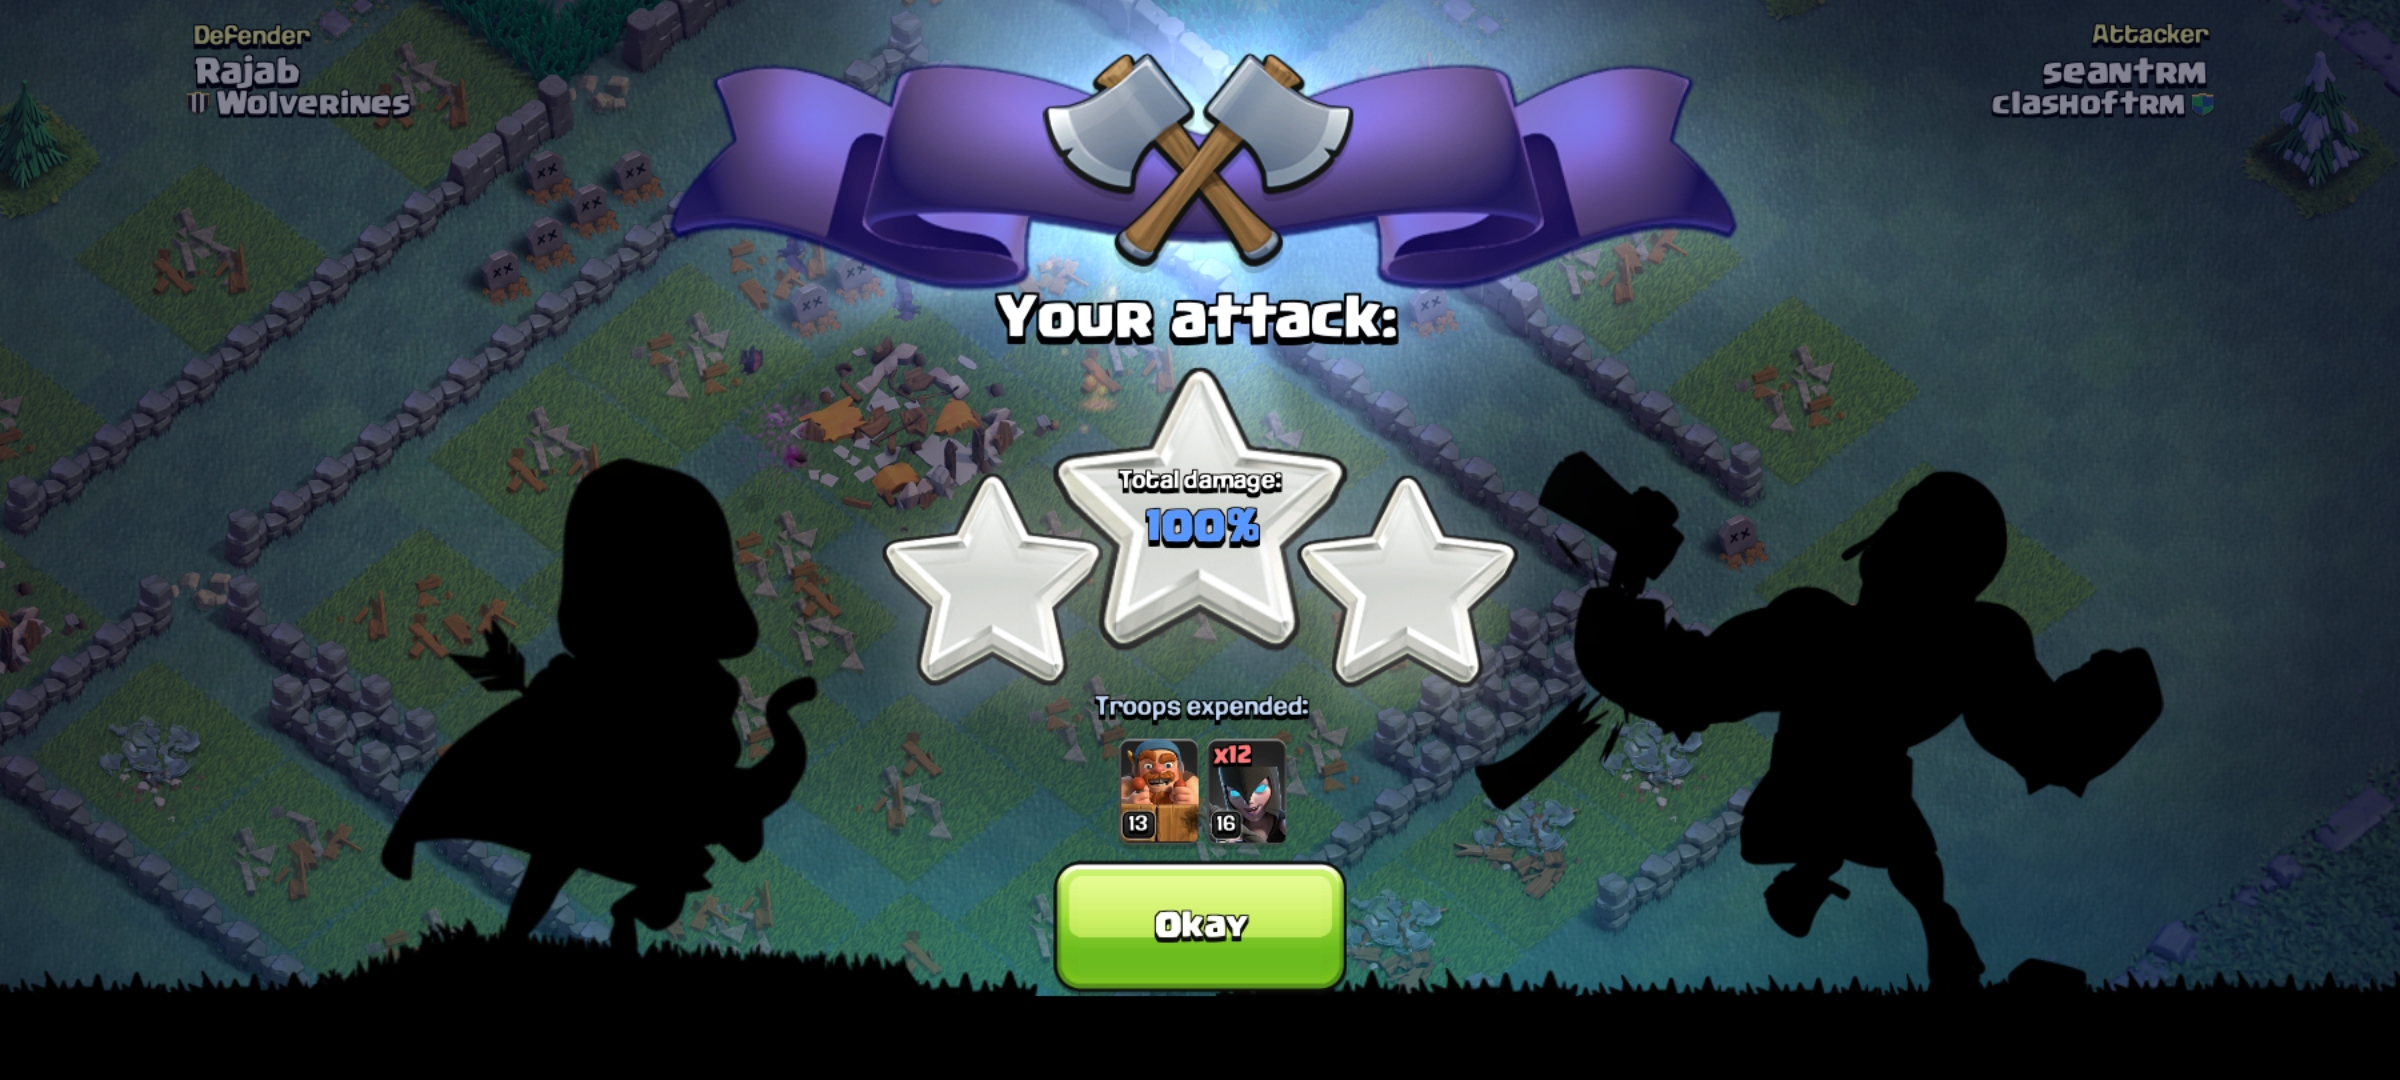 Defender
Rajab
Wolverines
Attacker
seantrm
clashoftrm
Your attack:
Total damage:
100%
Troops expended:
13
x12
16
Okay